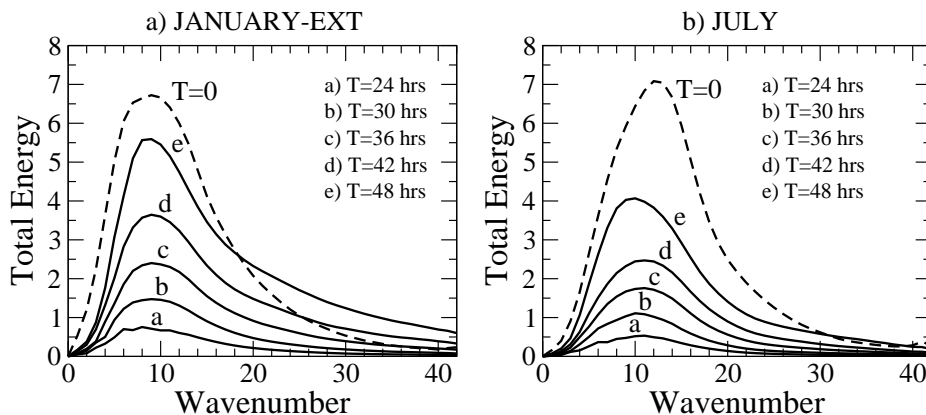 a) JANUARY-EXT
8
7
6
5
4
3
2
1
0
Total Energy
T=0
a) T=24 hrs
b) T=30 hrs
c) T=36 hrs
d) T=42 hrs
e) T=48 hrs
e
d
c
b
a
0 10 20 30 40
Wavenumber
b) JULY
8
7
6
5
4
3
2
1
0
Total Energy
T=0
a) T=24 hrs
b) T=30 hrs
c) T=36 hrs
d) T=42 hrs
e) T=48 hrs
e
d
c
b
a
0 10 20 30 40
Wavenumber